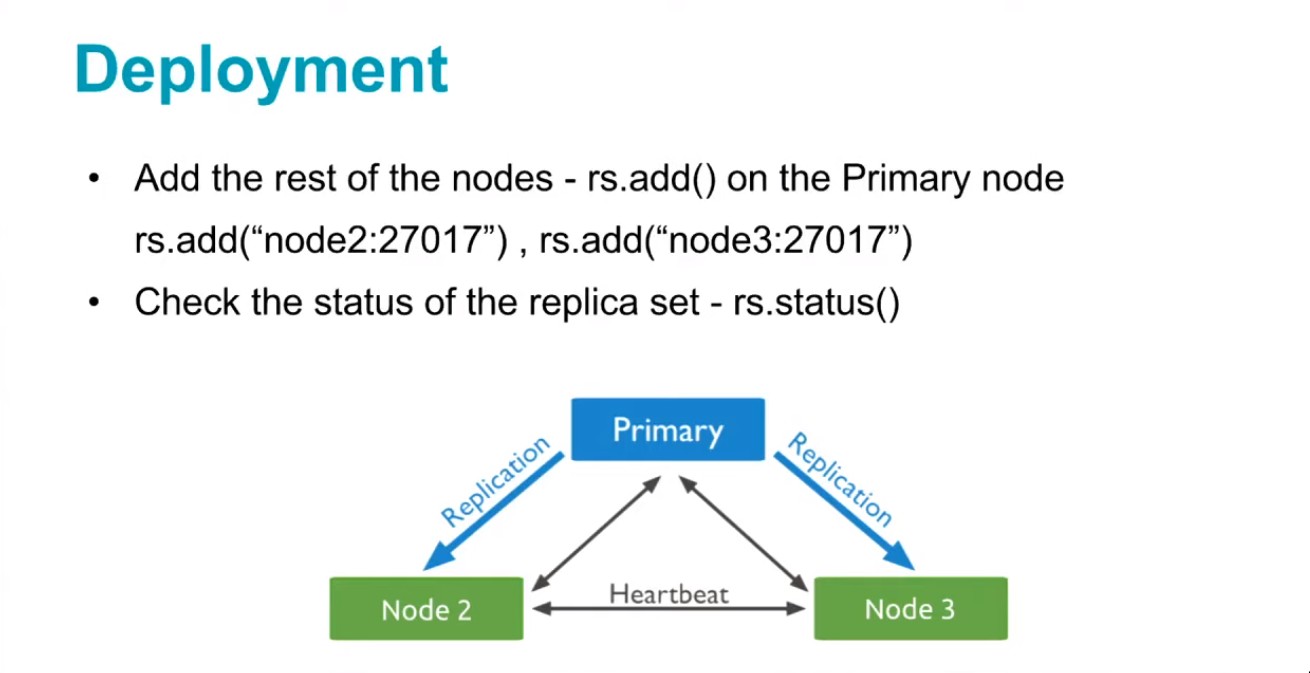 Deployment
• Add the rest of the nodes - rs.add() on the Primary node
rs.add(“node2:27017”) , rs.add(“node3:27017”)
• Check the status of the replica set - rs.status()
Primary
Replication
Replication
Heartbeat
Node 2
Node 3